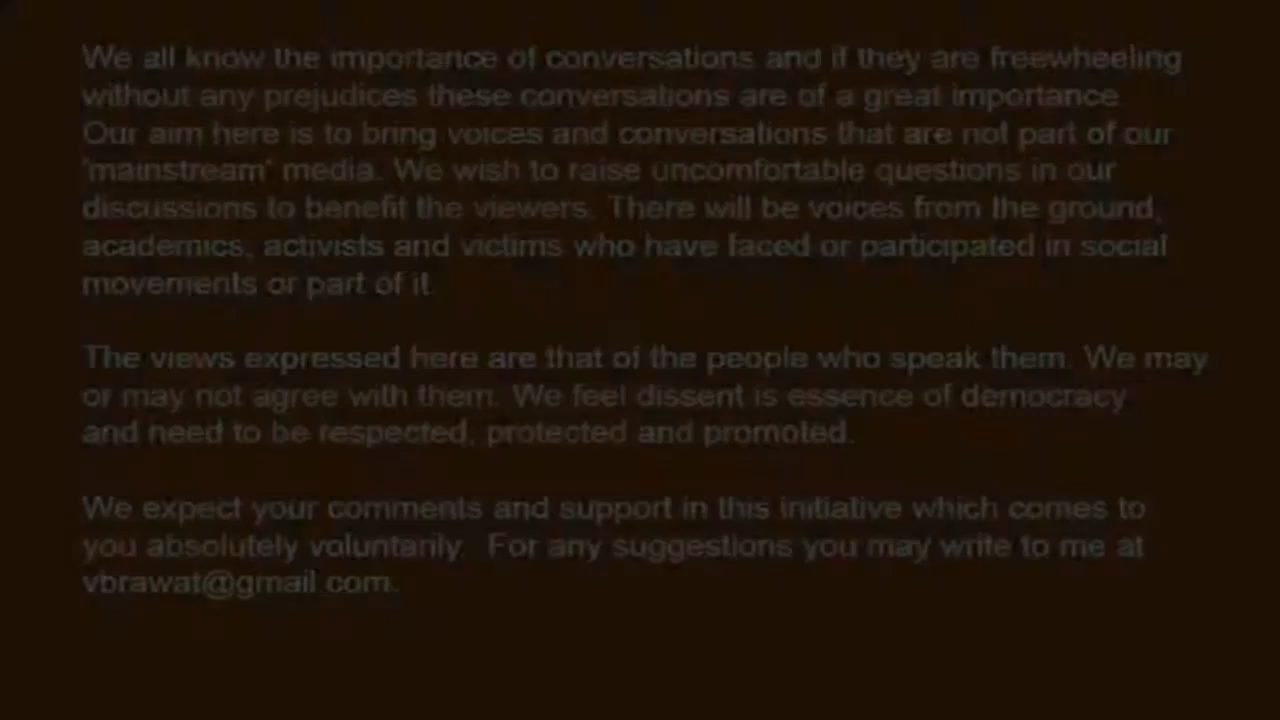 We all know the importance of conversations and if they are freewheeling
without any prejudices these conversations are of a great importance
Our aim here is to bring voices and conversations that are not part of our
'mainstream' media. We wish to raise uncomfortable questions in our
discussions to benefit the viewers. There will be voices from the ground,
academics, activists and victims who have faced or participated in social
movements or part of it.
The views expressed here are that of the people who speak them. We may
or may not agree with them. We feel dissent is essence of democracy
and need to be respected, protected and promoted.
We expect your comments and support in this initiative which comes to
you absolutely voluntarily. For any suggestions you may write to me at
vbrawat@gmail.com.